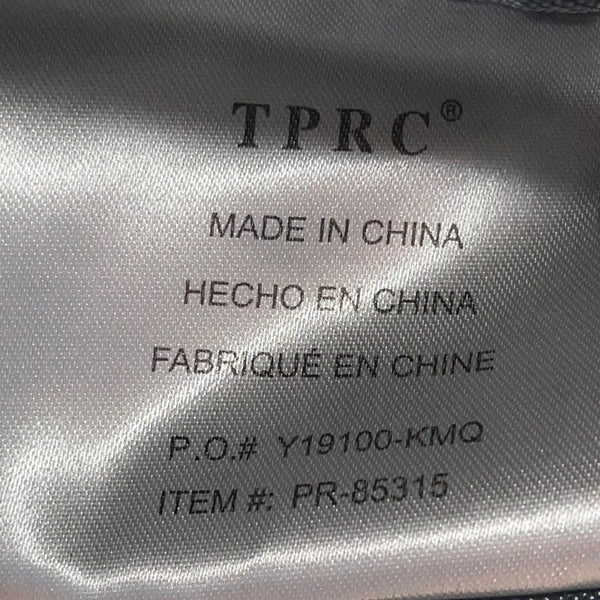 TPRC®
MADE IN CHINA
HECHO EN CHINA
FABRIQUÉ EN CHINE
P.O.# Y19100-KMQ
ITEM #: PR-85315